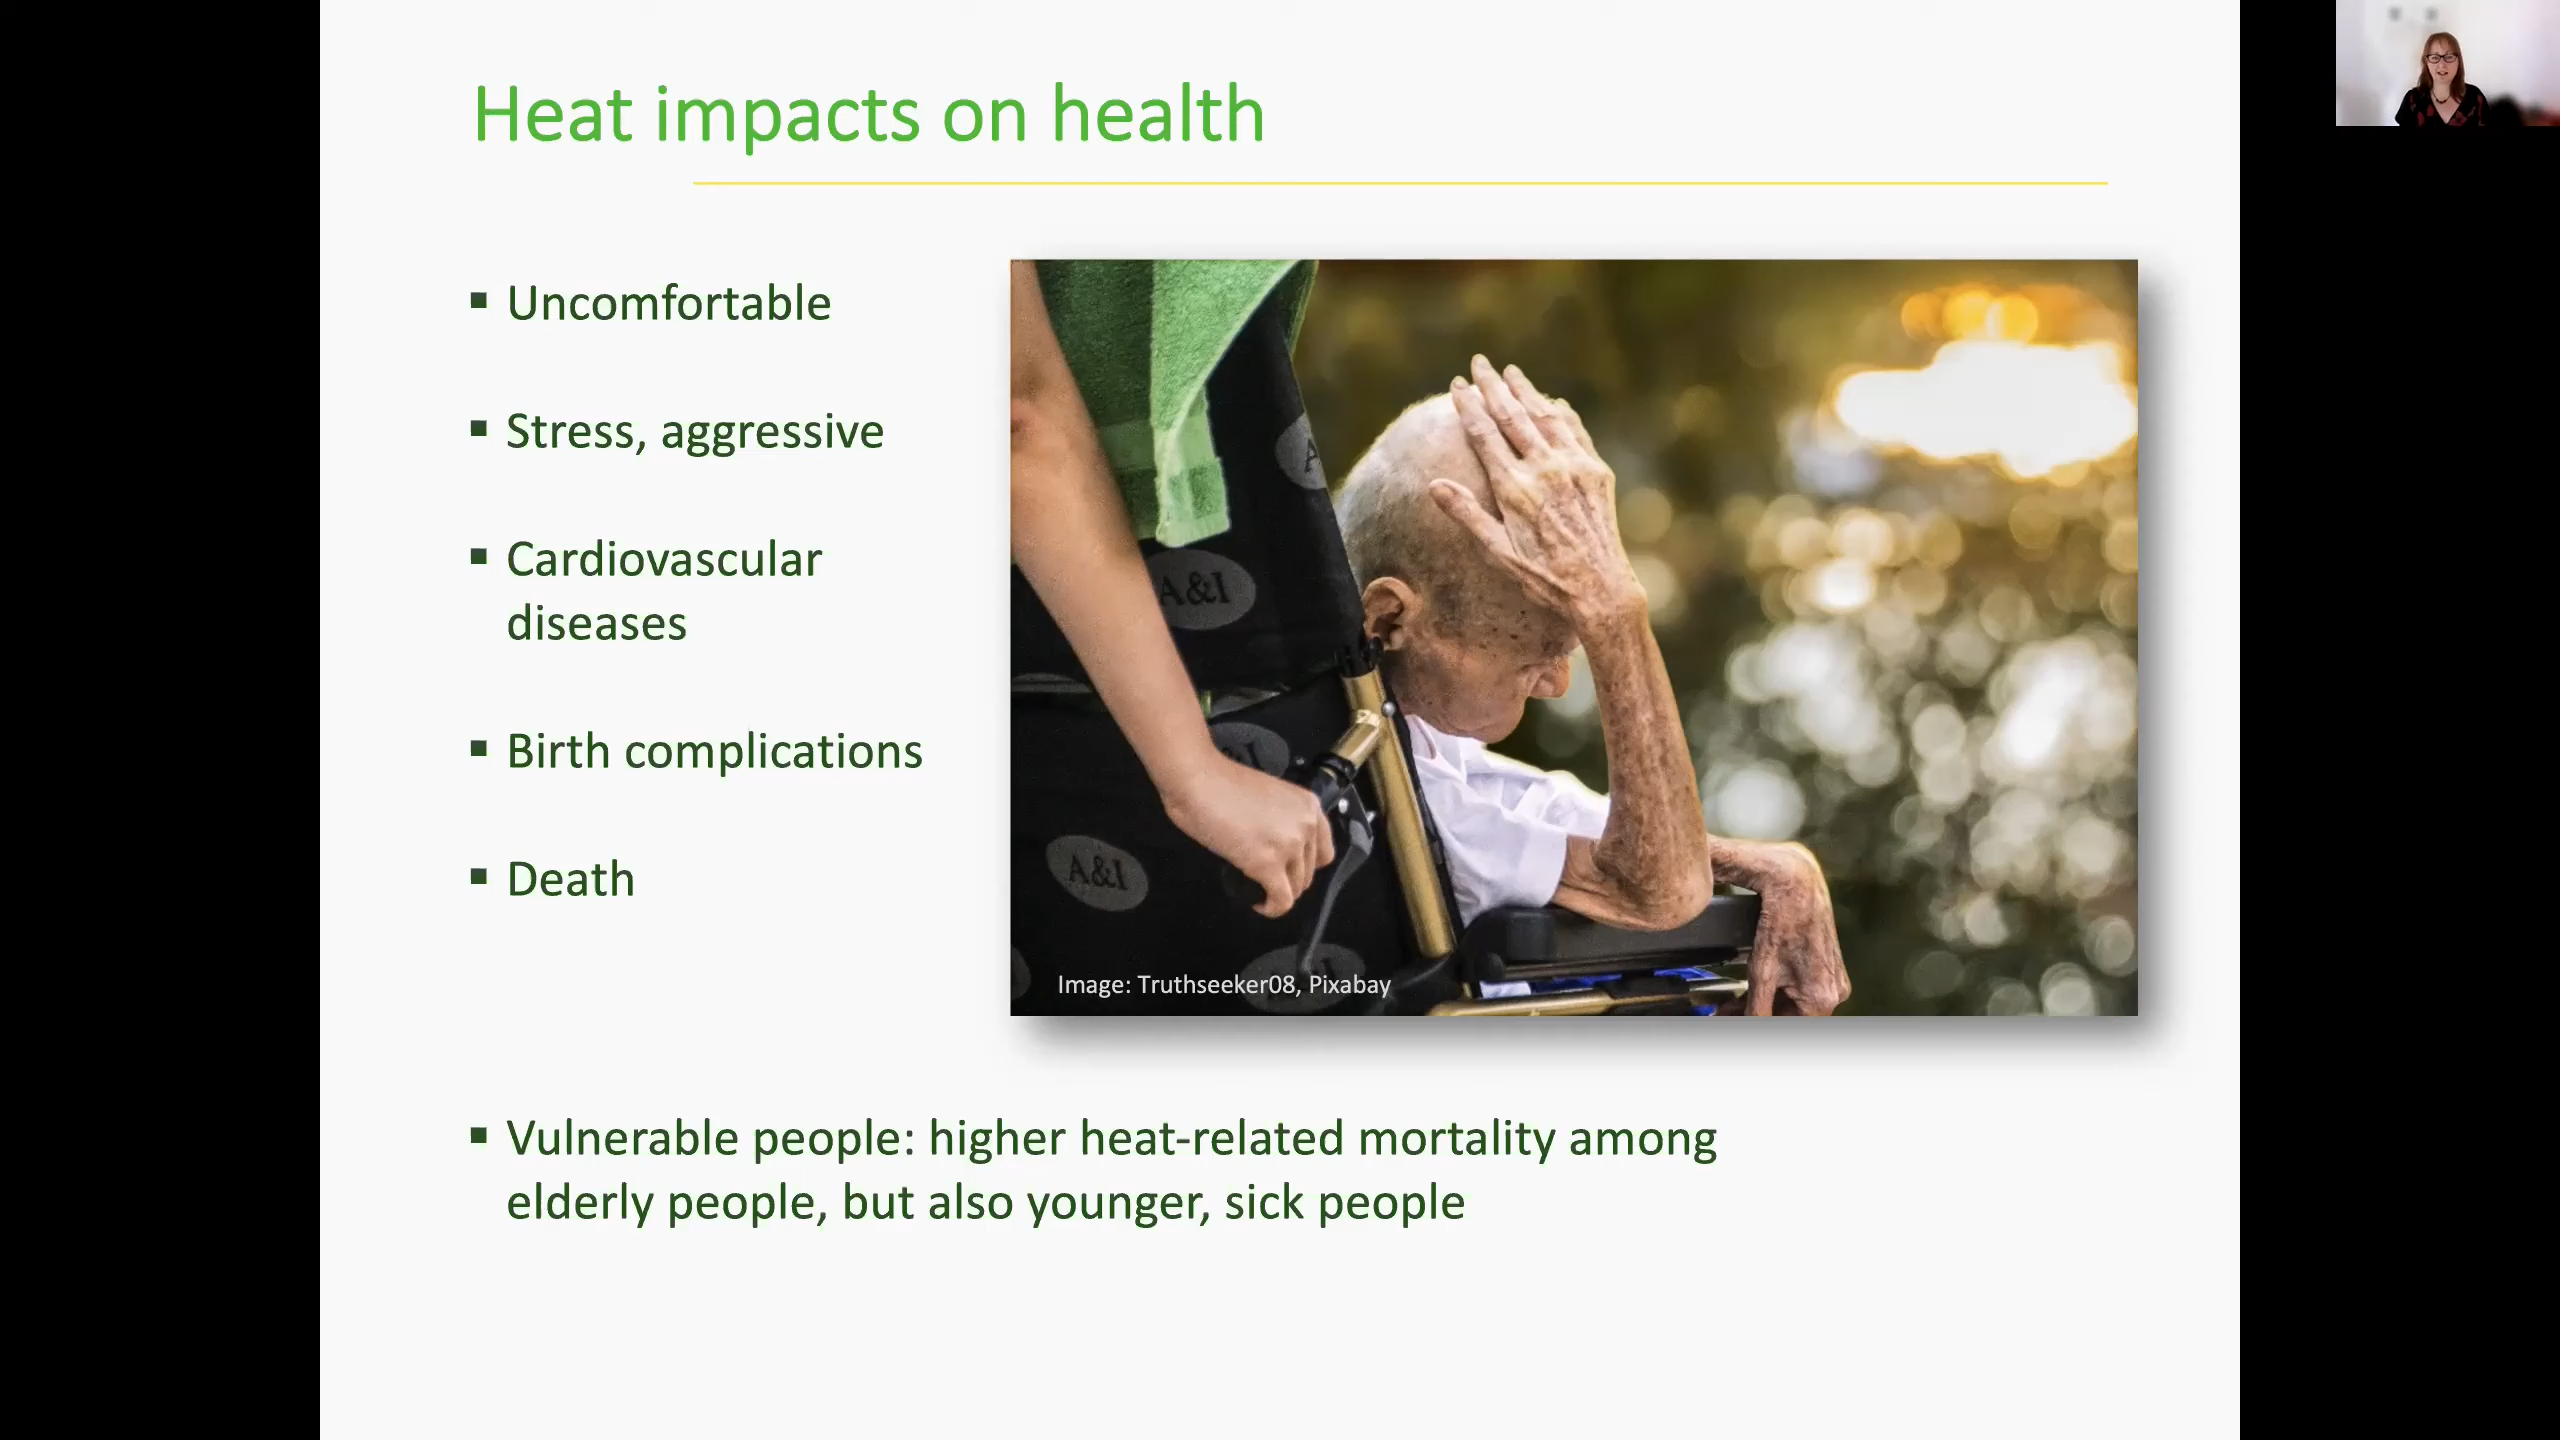 Heat impacts on health
▪ Uncomfortable
▪ Stress, aggressive
▪ Cardiovascular
diseases
▪ Birth complications
▪ Death
A&I
A&I
Image: Truthseeker08, Pixabay
▪ Vulnerable people: higher heat-related mortality among
elderly people, but also younger, sick people